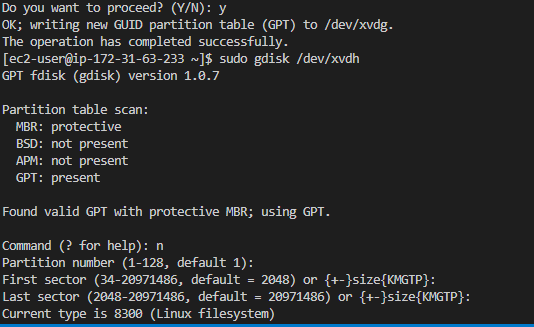 Do you want to proceed? (Y/N): y
OK; writing new GUID partition table (GPT) to /dev/xvdg.
The operation has completed successfully.
[ec2-user@ip-172-31-63-233 ~]$ sudo gdisk /dev/xvdh
GPT fdisk (gdisk) version 1.0.7

Partition table scan:
  MBR: protective
  BSD: not present
  APM: not present
  GPT: present

Found valid GPT with protective MBR; using GPT.

Command (? for help): n
Partition number (1-128, default 1):
First sector (34-20971486, default = 2048) or {+-}size{KMGTP}:
Last sector (2048-20971486, default = 20971486) or {+-}size{KMGTP}:
Current type is 8300 (Linux filesystem)